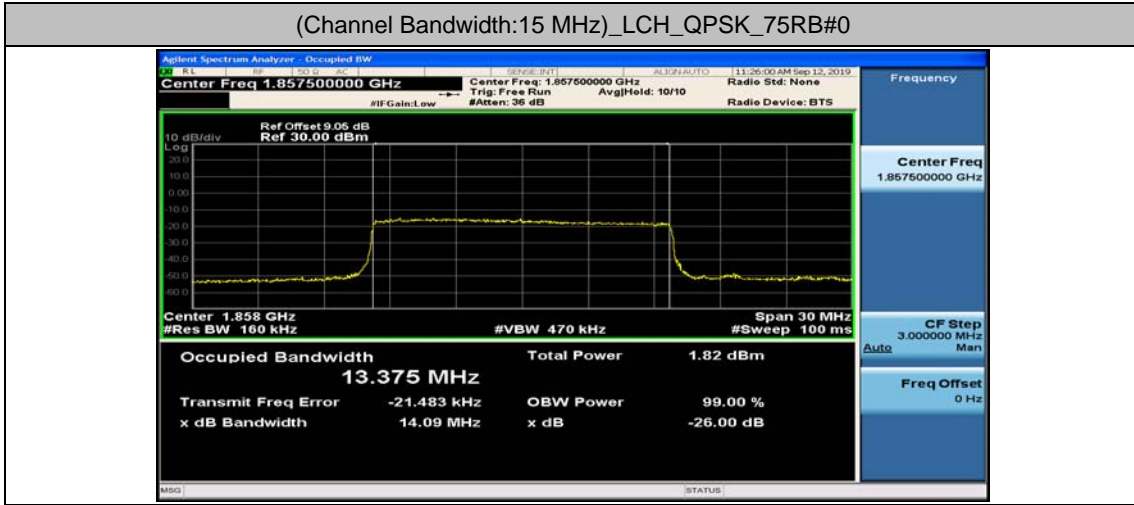 (Channel Bandwidth:15 MHz)_LCH_QPSK_75RB#0
Agilent Spectrum Analyzer - Occupied BW
RL RF 50 Ω AC SENSE:INT ALIGN AUTO 11:26:00 AM Sep 12, 2019
Center Freq 1.857500000 GHz
Center Freq: 1.857500000 GHz
Radio Std: None
Trig: Free Run Avg|Hold: 10/10
#IFGain:Low #Atten: 36 dB Radio Device: BTS
Ref Offset 9.05 dB
10 dB/div Ref 30.00 dBm
Log
20.0
10.0
0.00
-10.0
-20.0
-30.0
-40.0
-50.0
-60.0
Center 1.858 GHz Span 30 MHz
#Res BW 160 kHz #VBW 470 kHz #Sweep 100 ms
Occupied Bandwidth Total Power 1.82 dBm
13.375 MHz
Transmit Freq Error -21.483 kHz OBW Power 99.00 %
x dB Bandwidth 14.09 MHz x dB -26.00 dB
MSG STATUS
Frequency
Center Freq
1.857500000 GHz
CF Step
3.000000 MHz
Auto Man
Freq Offset
0 Hz